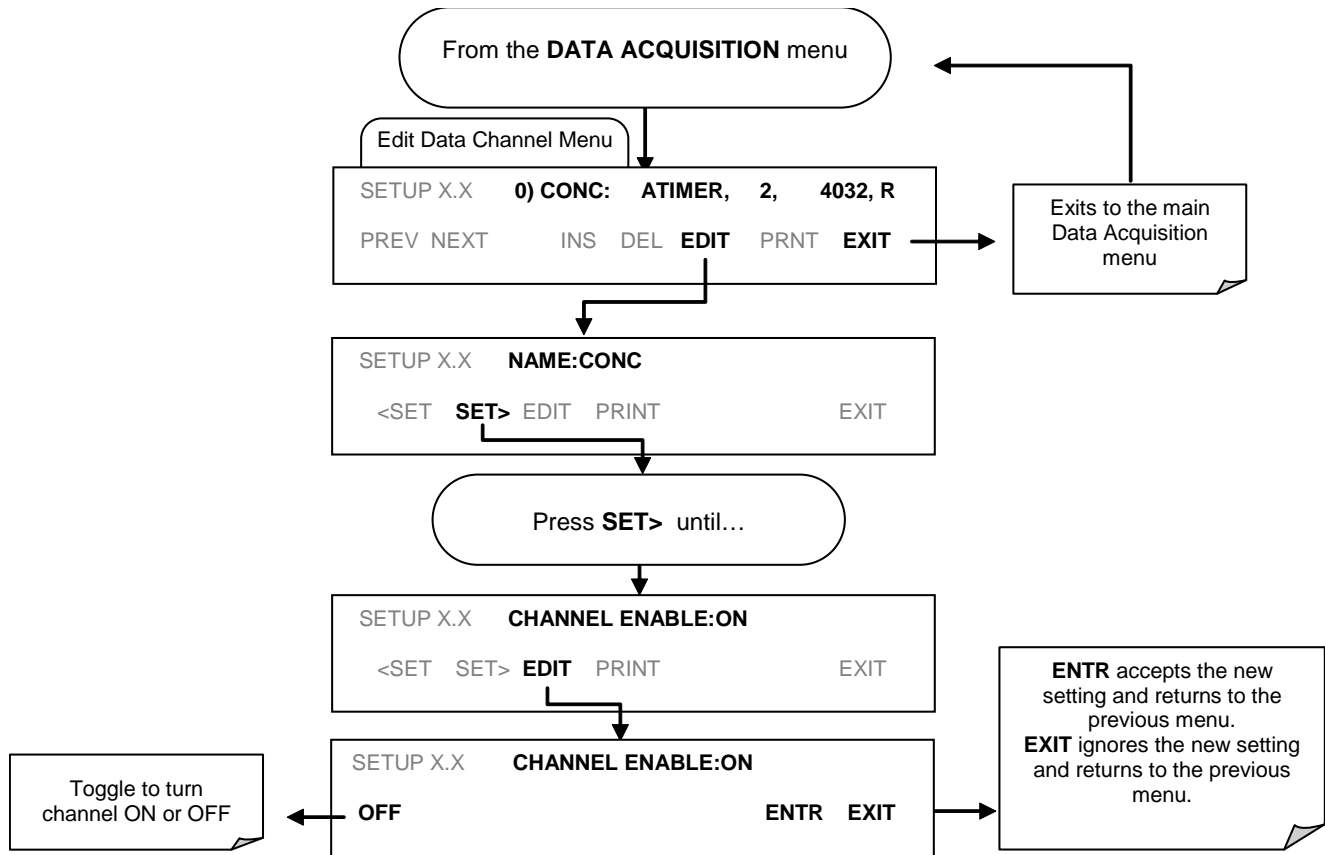 From the DATA ACQUISITION menu
Edit Data Channel Menu
SETUP X.X 0) CONC: ATIMER, 2, 4032, R
PREV NEXT INS DEL EDIT PRNT EXIT
Exits to the main
Data Acquisition
menu
SETUP X.X NAME:CONC
<SET SET> EDIT PRINT EXIT
Press SET> until…
SETUP X.X CHANNEL ENABLE:ON
<SET SET> EDIT PRINT EXIT
SETUP X.X CHANNEL ENABLE:ON
OFF ENTR EXIT
Toggle to turn
channel ON or OFF
ENTR accepts the new
setting and returns to the
previous menu.
EXIT ignores the new setting
and returns to the previous
menu.